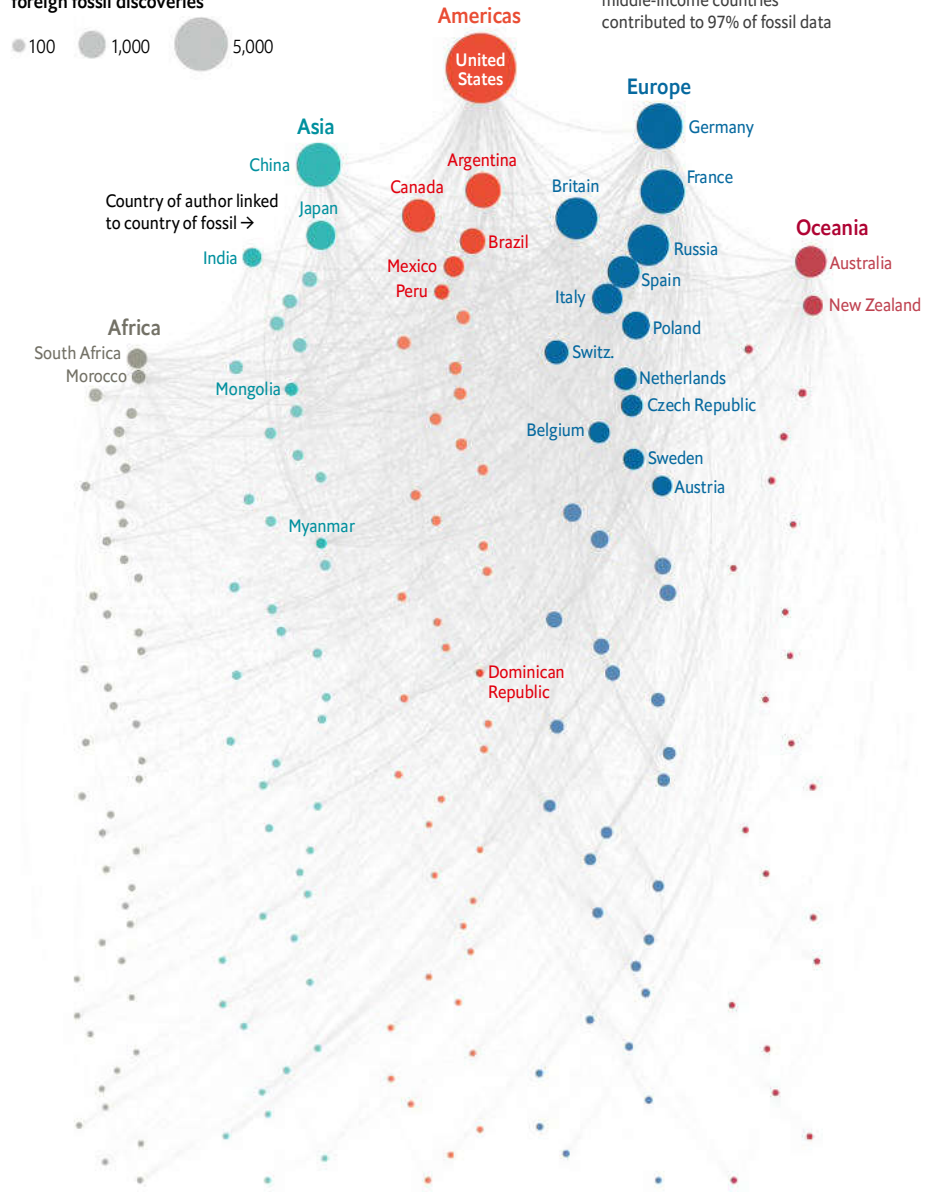 foreign fossil discoveries
100
1,000
5,000
middle-income countries
contributed to 97% of fossil data
Americas
United
States
Europe
Germany
Asia
China
Argentina
Canada
Britain
France
Country of author linked
to country of fossil →
Japan
Oceania
India
Brazil
Russia
Mexico
Spain
Australia
Peru
Italy
New Zealand
Africa
Poland
South Africa
Switz.
Morocco
Mongolia
Netherlands
Czech Republic
Belgium
Sweden
Austria
Myanmar
Dominican
Republic